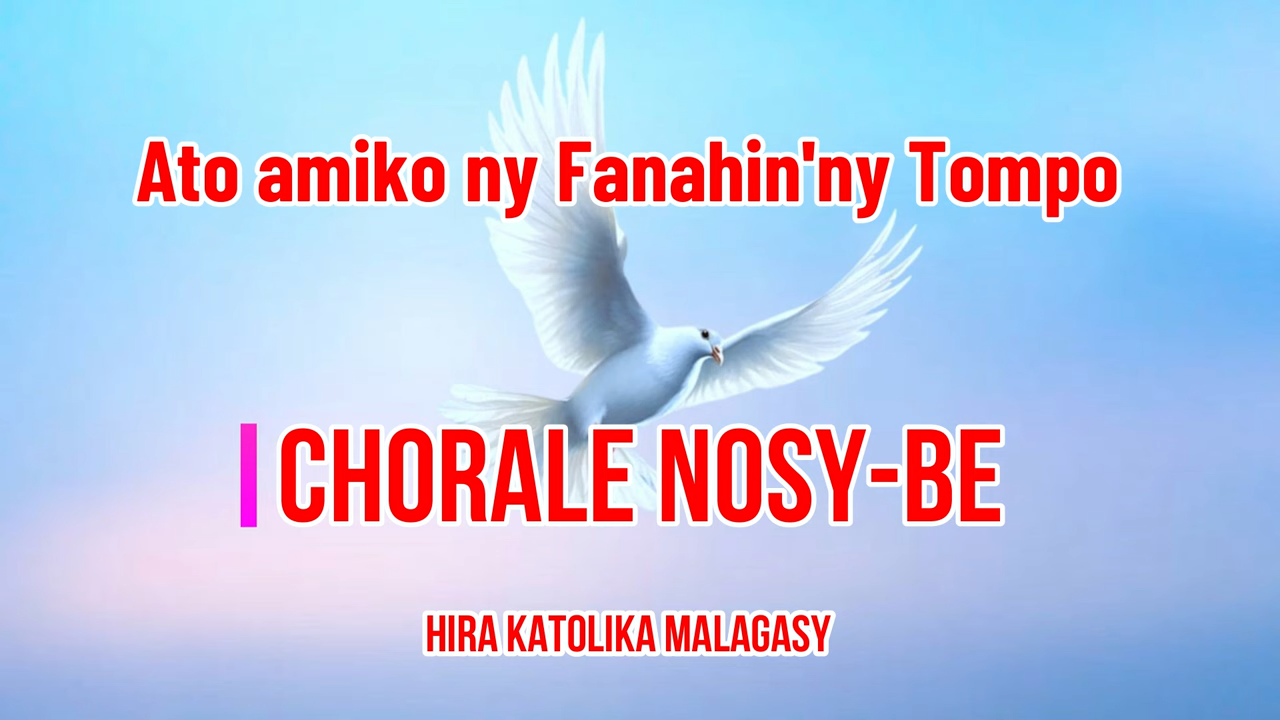 Ato amiko ny Fanahin'ny Tompo
CHORALE NOSY-BE
HIRA KATOLIKA MALAGASY